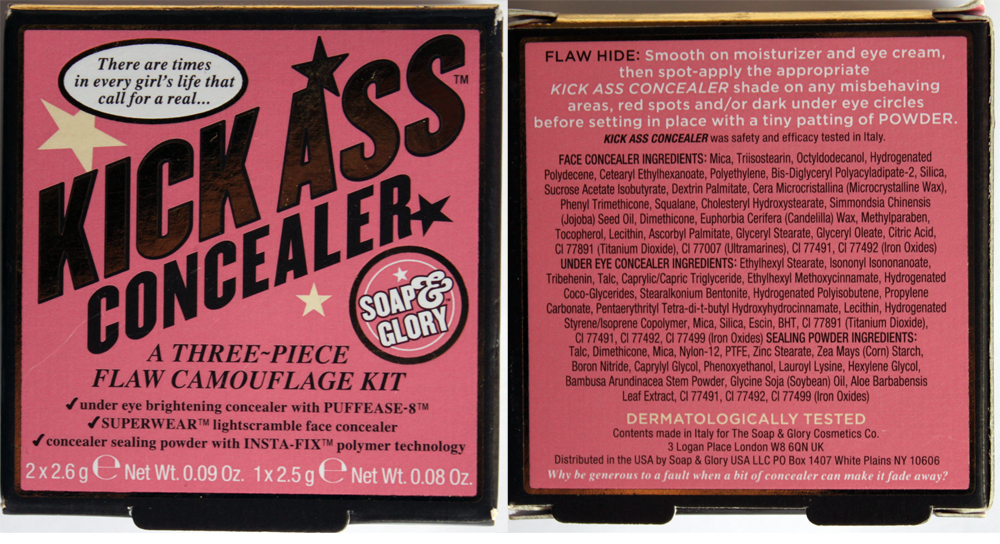 There are times
in every girl's life that
call for a real...
KICK ASS™
CONCEALER
SOAP&
GLORY
A THREE~PIECE
FLAW CAMOUFLAGE KIT
✓under eye brightening concealer with PUFFEASE-8™
✓SUPERWEAR™ lightscramble face concealer
✓concealer sealing powder with INSTA-FIX™ polymer technology
2 x 2.6 g ℮ Net Wt. 0.09 Oz. 1 x 2.5 g ℮ Net Wt. 0.08 Oz.
FLAW HIDE: Smooth on moisturizer and eye cream,
then spot-apply the appropriate
KICK ASS CONCEALER shade on any misbehaving
areas, red spots and/or dark under eye circles
before setting in place with a tiny patting of POWDER.
KICK ASS CONCEALER was safety and efficacy tested in Italy.
FACE CONCEALER INGREDIENTS: Mica, Triisostearin, Octyldodecanol, Hydrogenated
Polydecene, Cetearyl Ethylhexanoate, Polyethylene, Bis-Diglyceryl Polyacyladipate-2, Silica,
Sucrose Acetate Isobutyrate, Dextrin Palmitate, Cera Microcristallina (Microcrystalline Wax),
Phenyl Trimethicone, Squalane, Cholesteryl Hydroxystearate, Simmondsia Chinensis
(Jojoba) Seed Oil, Dimethicone, Euphorbia Cerifera (Candelilla) Wax, Methylparaben,
Tocopherol, Lecithin, Ascorbyl Palmitate, Glyceryl Stearate, Glyceryl Oleate, Citric Acid,
CI 77891 (Titanium Dioxide), CI 77007 (Ultramarines), CI 77491, CI 77492 (Iron Oxides)
UNDER EYE CONCEALER INGREDIENTS: Ethylhexyl Stearate, Isononyl Isononanoate,
Tribehenin, Talc, Caprylic/Capric Triglyceride, Ethylhexyl Methoxycinnamate, Hydrogenated
Coco-Glycerides, Stearalkonium Bentonite, Hydrogenated Polyisobutene, Propylene
Carbonate, Pentaerythrityl Tetra-di-t-butyl Hydroxyhydrocinnamate, Lecithin, Hydrogenated
Styrene/Isoprene Copolymer, Mica, Silica, Escin, BHT, CI 77891 (Titanium Dioxide),
CI 77491, CI 77492, CI 77499 (Iron Oxides) SEALING POWDER INGREDIENTS:
Talc, Dimethicone, Mica, Nylon-12, PTFE, Zinc Stearate, Zea Mays (Corn) Starch,
Boron Nitride, Caprylyl Glycol, Phenoxyethanol, Lauroyl Lysine, Hexylene Glycol,
Bambusa Arundinacea Stem Powder, Glycine Soja (Soybean) Oil, Aloe Barbabensis
Leaf Extract, CI 77491, CI 77492, CI 77499 (Iron Oxides)
DERMATOLOGICALLY TESTED
Contents made in Italy for The Soap & Glory Cosmetics Co.
3 Logan Place London W8 6QN UK
Distributed in the USA by Soap & Glory USA LLC PO Box 1407 White Plains NY 10606
Why be generous to a fault when a bit of concealer can make it fade away?